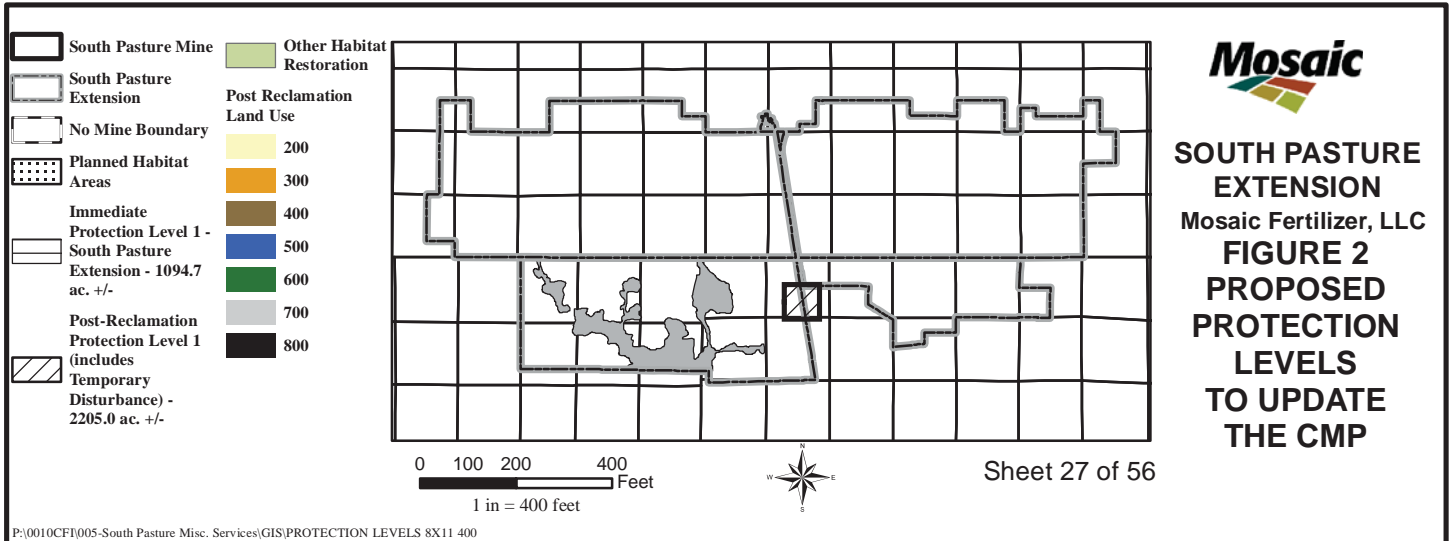 South Pasture Mine
South Pasture
Extension
No Mine Boundary
Planned Habitat
Areas
Immediate
Protection Level 1 -
South Pasture
Extension - 1094.7
ac. +/-
Post-Reclamation
Protection Level 1
(includes
Temporary
Disturbance) -
2205.0 ac. +/-
Other Habitat
Restoration
Post Reclamation
Land Use
200
300
400
500
600
700
800
0 100 200 400
Feet
1 in = 400 feet
N
W E
S
Sheet 27 of 56
Mosaic
SOUTH PASTURE
EXTENSION
Mosaic Fertilizer, LLC
FIGURE 2
PROPOSED
PROTECTION
LEVELS
TO UPDATE
THE CMP
P:\0010CFI\005-South Pasture Misc. Services\GIS\PROTECTION LEVELS 8X11 400